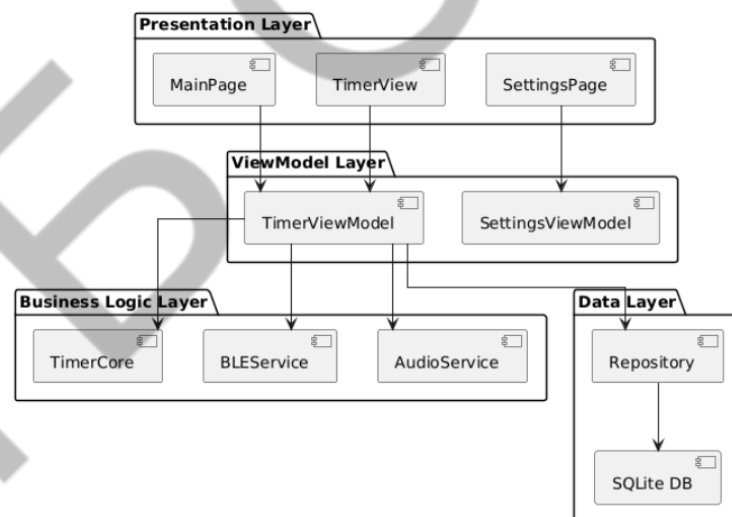 Presentation Layer
MainPage
TimerView
SettingsPage
ViewModel Layer
TimerViewModel
SettingsViewModel
Business Logic Layer
Data Layer
TimerCore
BLEService
AudioService
Repository
SQLite DB